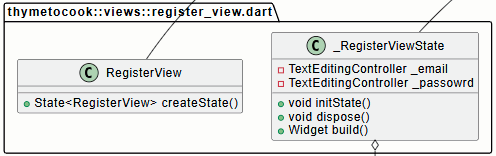 thymetocook::views::register_view.dart
C RegisterView
State<RegisterView> createState()
C _RegisterViewState
TextEditingController _email
TextEditingController _passowrd
void initState()
void dispose()
Widget build()